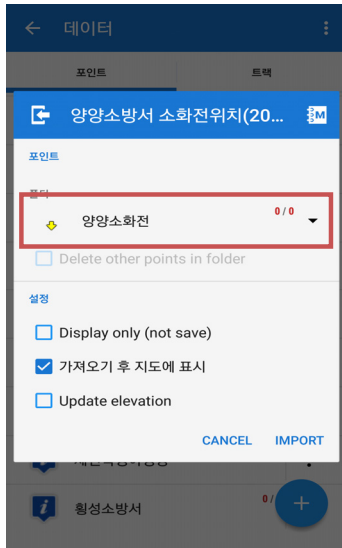 데이터
포인트
트랙
양양소방서 소화전위치(20...
포인트
폴더
양양소화전
0 / 0
Delete other points in folder
설정
Display only (not save)
가져오기 후 지도에 표시
Update elevation
CANCEL
IMPORT
횡성소방서
0 /